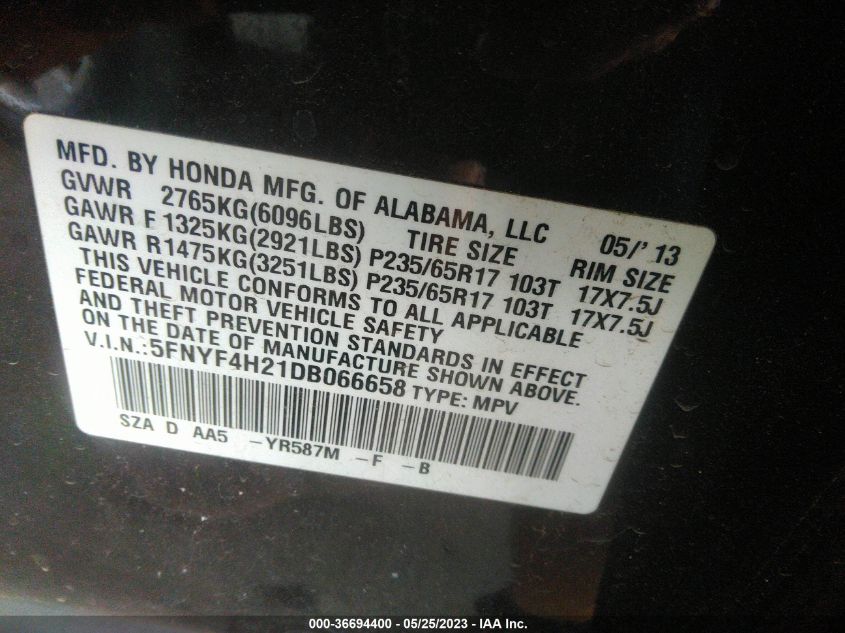 MFD. BY HONDA MFG. OF ALABAMA, LLC 05/' 13
GVWR 2765KG(6096LBS) TIRE SIZE RIM SIZE
GAWR F 1325KG(2921LBS) P235/65R17 103T 17X7.5J
GAWR R1475KG(3251LBS) P235/65R17 103T 17X7.5J
THIS VEHICLE CONFORMS TO ALL APPLICABLE
FEDERAL MOTOR VEHICLE SAFETY
AND THEFT PREVENTION STANDARDS IN EFFECT
ON THE DATE OF MANUFACTURE SHOWN ABOVE.
V.I.N.:5FNYF4H21DB066658 TYPE: MPV
SZA D AA5 -YR587M -F -B
000-36694400 - 05/25/2023 - IAA Inc.